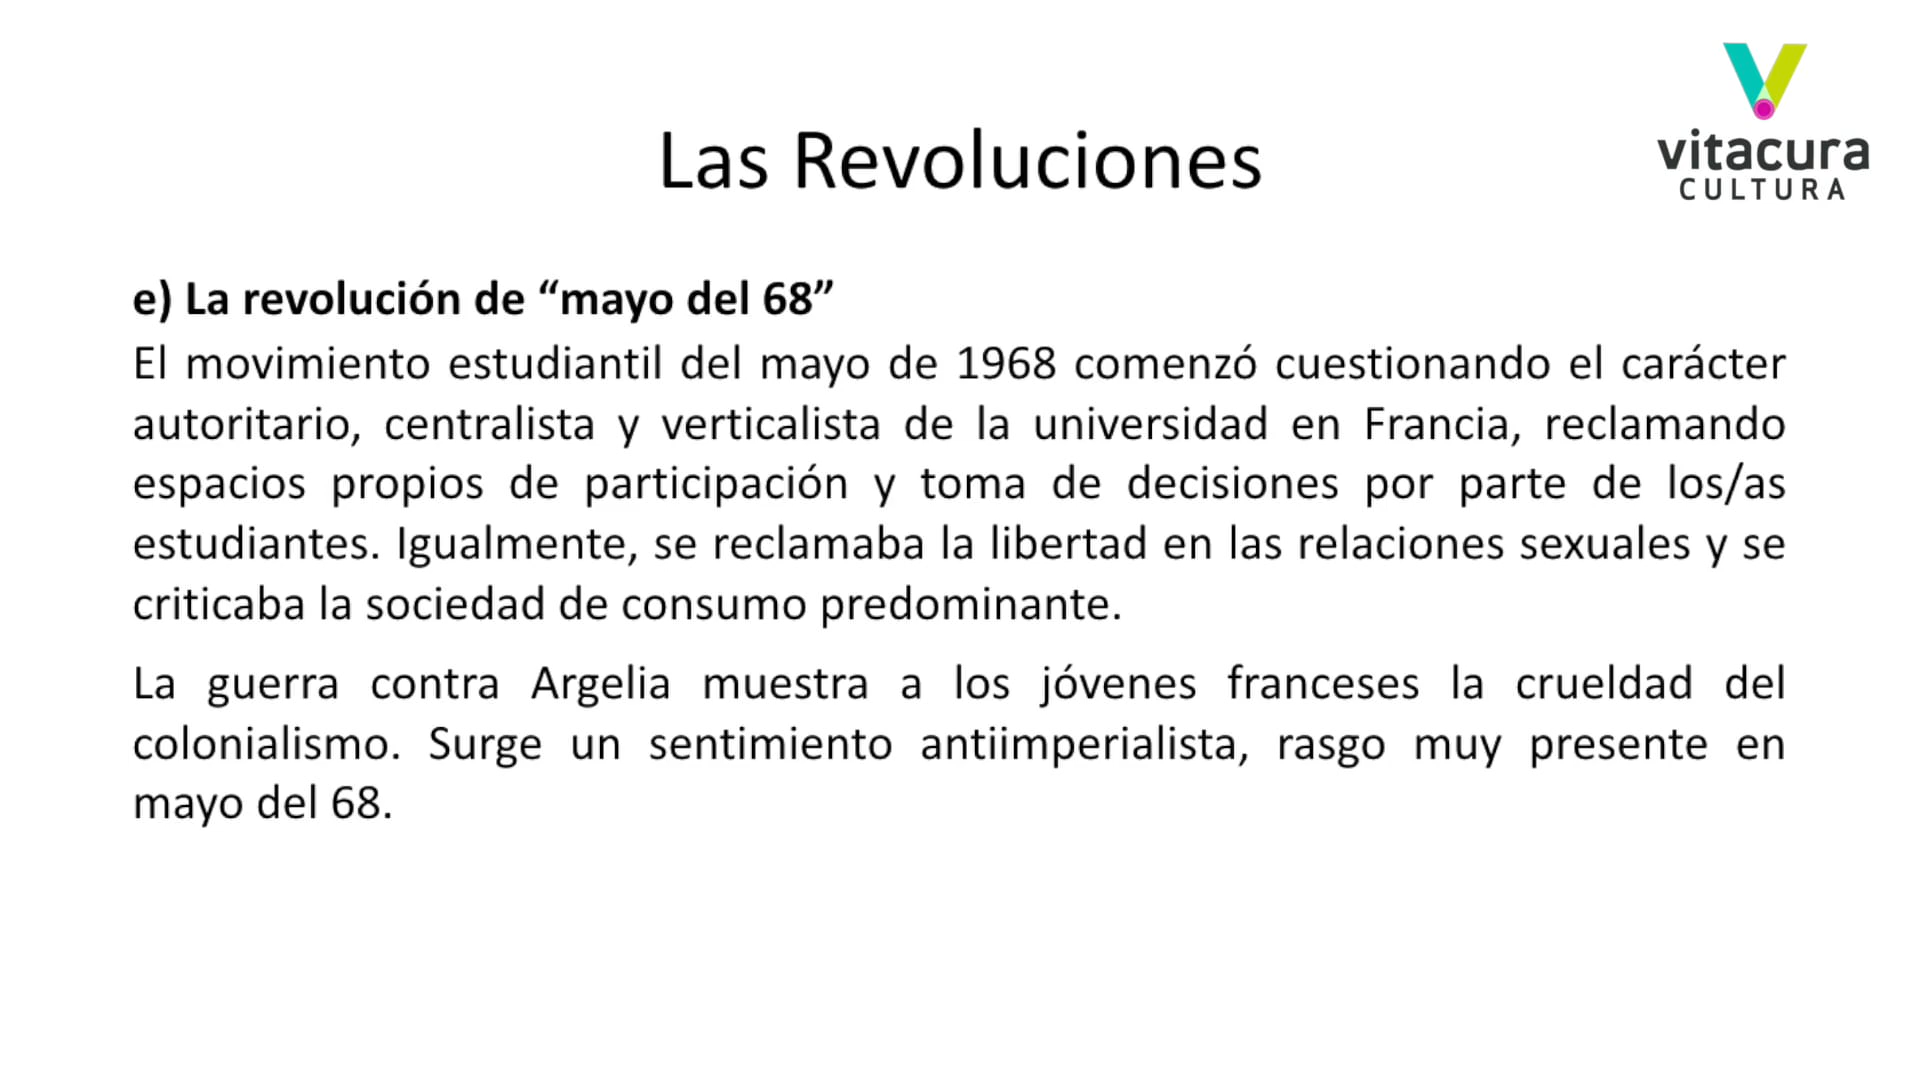 vitacura
CULTURA
Las Revoluciones
e) La revolución de “mayo del 68”
El movimiento estudiantil del mayo de 1968 comenzó cuestionando el carácter
autoritario, centralista y verticalista de la universidad en Francia, reclamando
espacios propios de participación y toma de decisiones por parte de los/as
estudiantes. Igualmente, se reclamaba la libertad en las relaciones sexuales y se
criticaba la sociedad de consumo predominante.
La guerra contra Argelia muestra a los jóvenes franceses la crueldad del
colonialismo. Surge un sentimiento antiimperialista, rasgo muy presente en
mayo del 68.